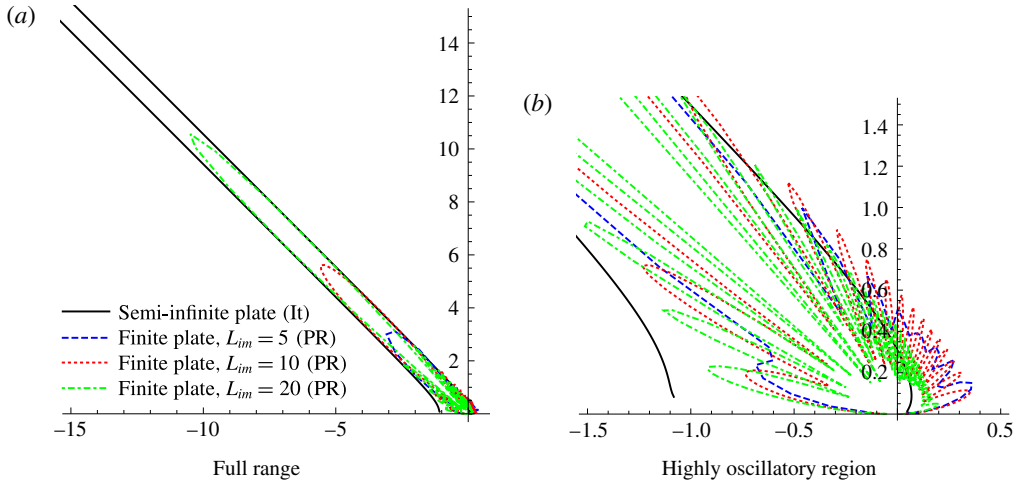 (a)
14
12
10
8
6
4
2
−15
−10
−5
0
Semi-infinite plate (It)
Finite plate, L_im = 5 (PR)
Finite plate, L_im = 10 (PR)
Finite plate, L_im = 20 (PR)
Full range
(b)
1.4
1.2
1.0
0.8
0.6
0.4
0.2
−1.5
−1.0
−0.5
0
0.5
Highly oscillatory region